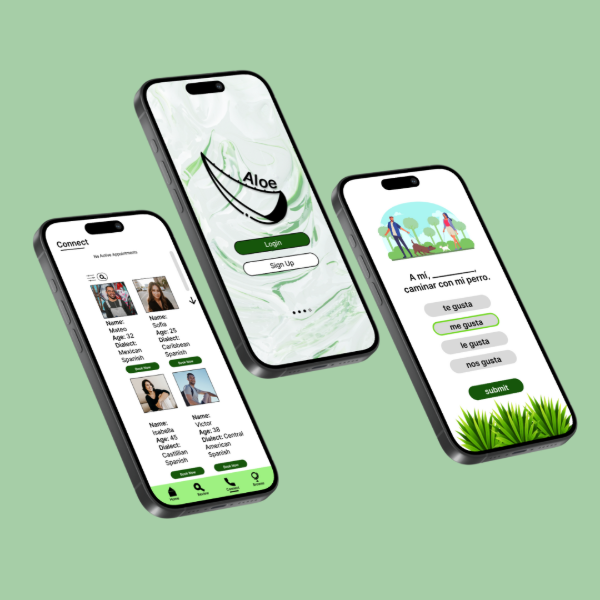 Connect
No Active Appointments
Name:
Mateo
Age: 32
Dialect:
Mexican
Spanish
Book Now
Name:
Sofia
Age: 25
Dialect:
Caribbean
Spanish
Book Now
Name:
Isabella
Age: 45
Dialect:
Castilian
Spanish
Book Now
Name:
Victor
Age: 38
Dialect: Central
American
Spanish
Book Now
Home
Review
Connect
Browse
Aloe
Login
Sign Up
A mí, ________
caminar con mi perro.
te gusta
me gusta
le gusta
nos gusta
submit